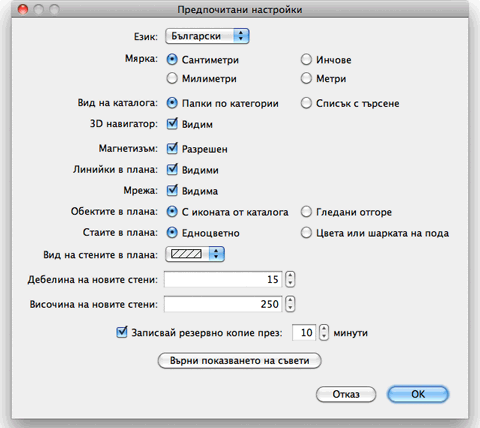 Предпочитани настройки
Език: Български
Мярка: Сантиметри Инчове
Милиметри Метри
Вид на каталога: Папки по категории Списък с търсене
3D навигатор: Видим
Магнетизъм: Разрешен
Линийки в плана: Видими
Мрежа: Видима
Обектите в плана: С иконата от каталога Гледани отгоре
Стаите в плана: Едноцветно Цвета или шарката на пода
Вид на стените в плана:
Дебелина на новите стени: 15
Височина на новите стени: 250
Записвай резервно копие през: 10 минути
Върни показването на съвети
Отказ OK